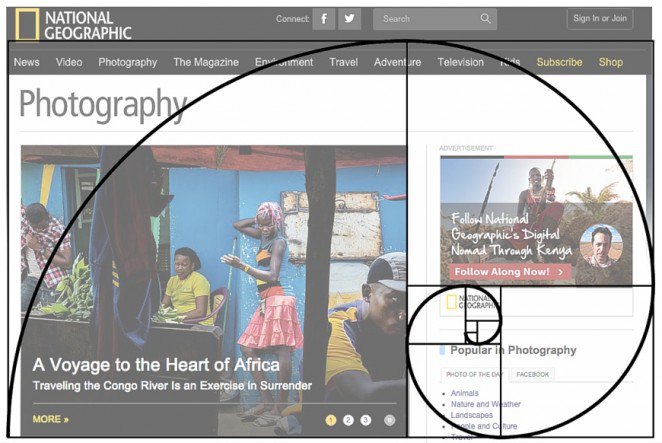 NATIONAL
GEOGRAPHIC
Connect:
Search
Sign In or Join
News Video Photography The Magazine Environment Travel Adventure Television Kids Subscribe Shop
Photography
ADVERTISEMENT
Follow National
Geographic's Digital
Nomad Through Kenya
Follow Along Now!
NATIONAL
GEOGRAPHIC
A Voyage to the Heart of Africa
Traveling the Congo River Is an Exercise in Surrender
MORE »
1 2 3
Popular in Photography
PHOTO OF THE DAY FACEBOOK
Animals
Nature and Weather
Landscapes
People and Culture
Travel